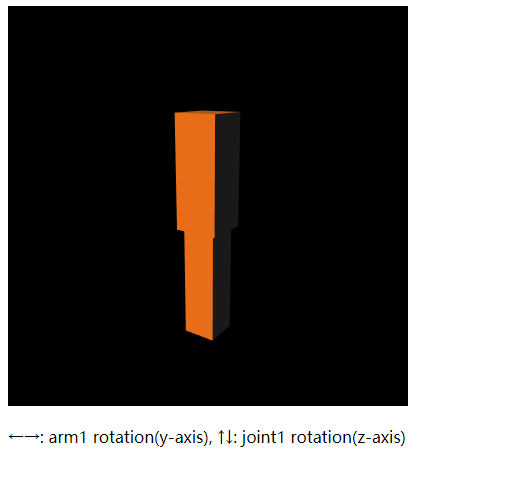 ←→: arm1 rotation(y-axis), ↑↓: joint1 rotation(z-axis)